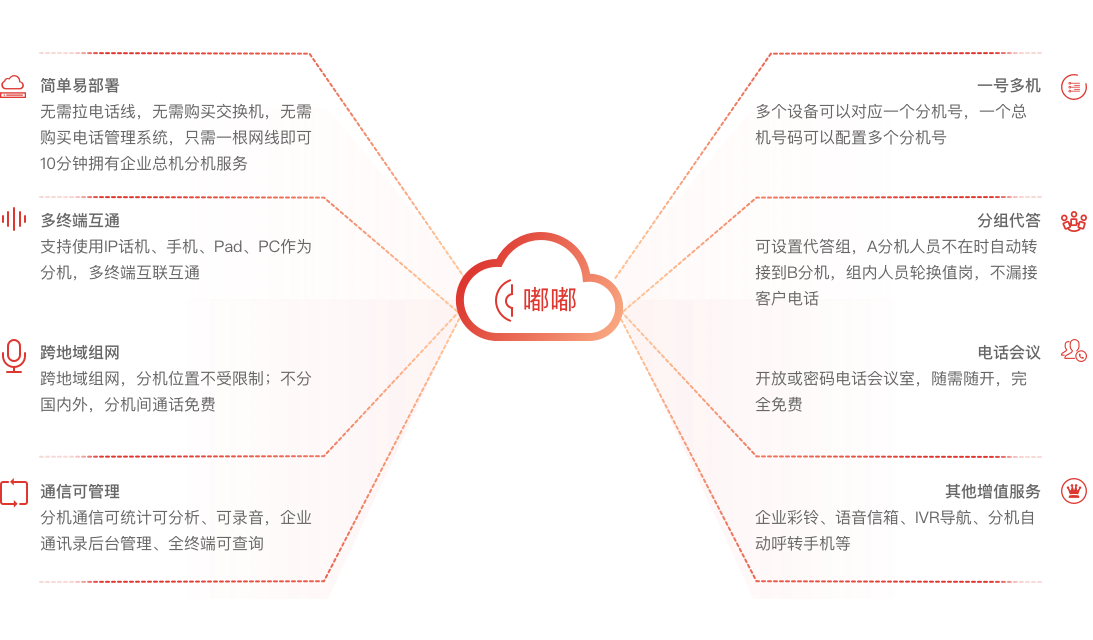 简单易部署
无需拉电话线，无需购买交换机，无需
购买电话管理系统，只需一根网线即可
10分钟拥有企业总机分机服务
多终端互通
支持使用IP话机、手机、Pad、PC作为
分机，多终端互联互通
跨地域组网
跨地域组网，分机位置不受限制；不分
国内外，分机间通话免费
通信可管理
分机通信可统计可分析、可录音，企业
通讯录后台管理、全终端可查询
嘟嘟
一号多机
多个设备可以对应一个分机号，一个总
机号码可以配置多个分机号
分组代答
可设置代答组，A分机人员不在时自动转
接到B分机，组内人员轮换值岗，不漏接
客户电话
电话会议
开放或密码电话会议室，随需随开，完
全免费
其他增值服务
企业彩铃、语音信箱、IVR导航、分机自
动呼转手机等